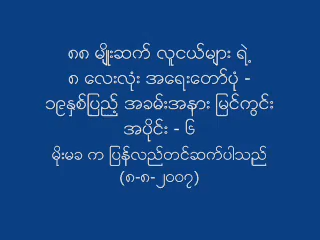 ၈၈ မျိုးဆက် လူငယ်များ ရဲ့
၈ လေးလုံး အရေးတော်ပုံ -
၁၉နှစ်ပြည့် အခမ်းအနား မြင်ကွင်း
အပိုင်း - ၆
မိုးမခ က ပြန်လည်တင်ဆက်ပါသည်
(၈-၈-၂၀၀၇)